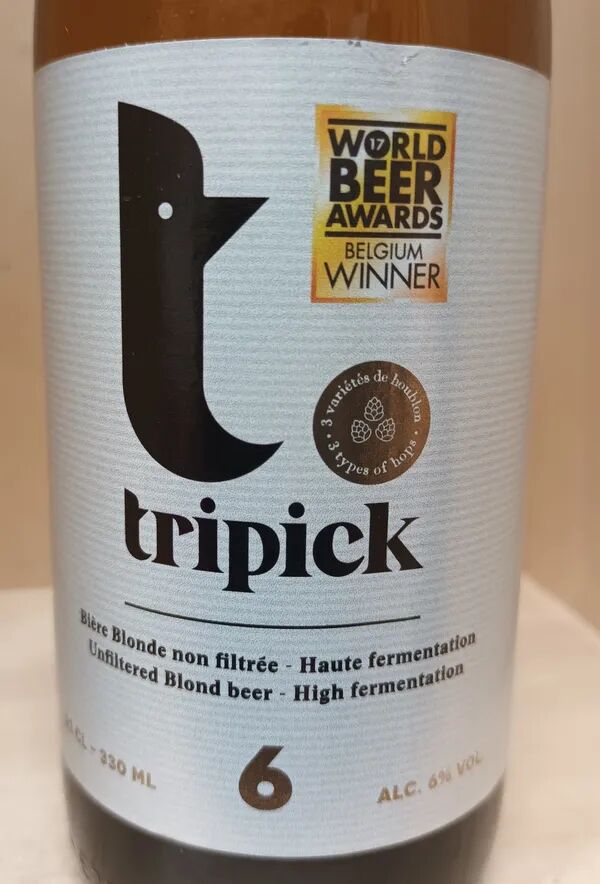 t
17
WORLD
BEER
AWARDS
BELGIUM
WINNER
3 variétés de houblon
• 3 types of hops •
tripick
Bière Blonde non filtrée - Haute fermentation
Unfiltered Blond beer - High fermentation
CL - 330 ML
6
ALC. 6% VOL